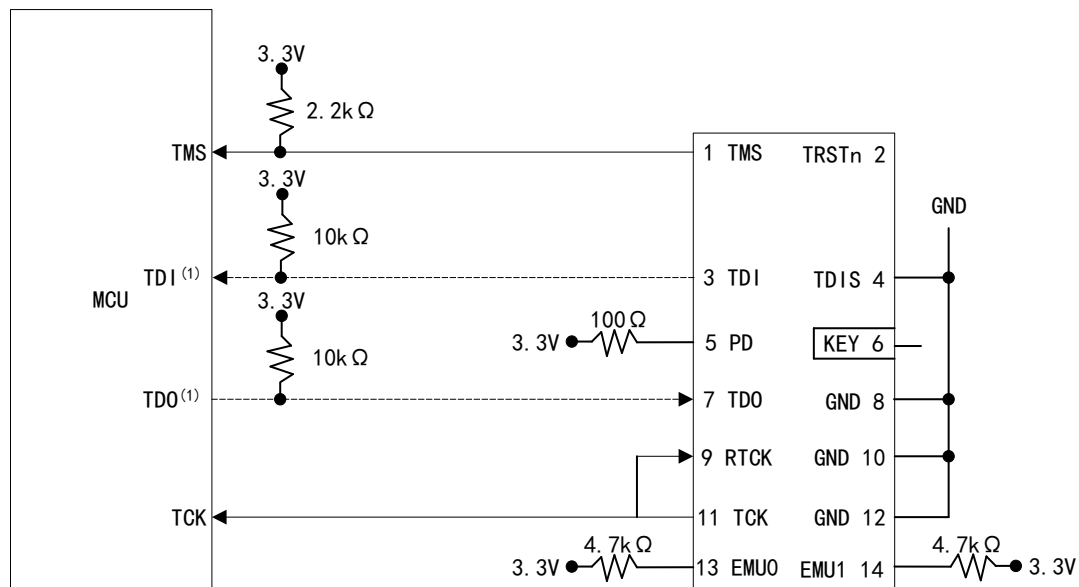 3.3V
2.2kΩ
TMS
1 TMS
TRSTn 2
3.3V
GND
10kΩ
TDI(1)
3 TDI
TDIS 4
MCU
3.3V
100Ω
3.3V
5 PD
KEY 6
10kΩ
TDO(1)
7 TDO
GND 8
9 RTCK
GND 10
TCK
11 TCK
GND 12
4.7kΩ
4.7kΩ
3.3V
13 EMU0
EMU1 14
3.3V